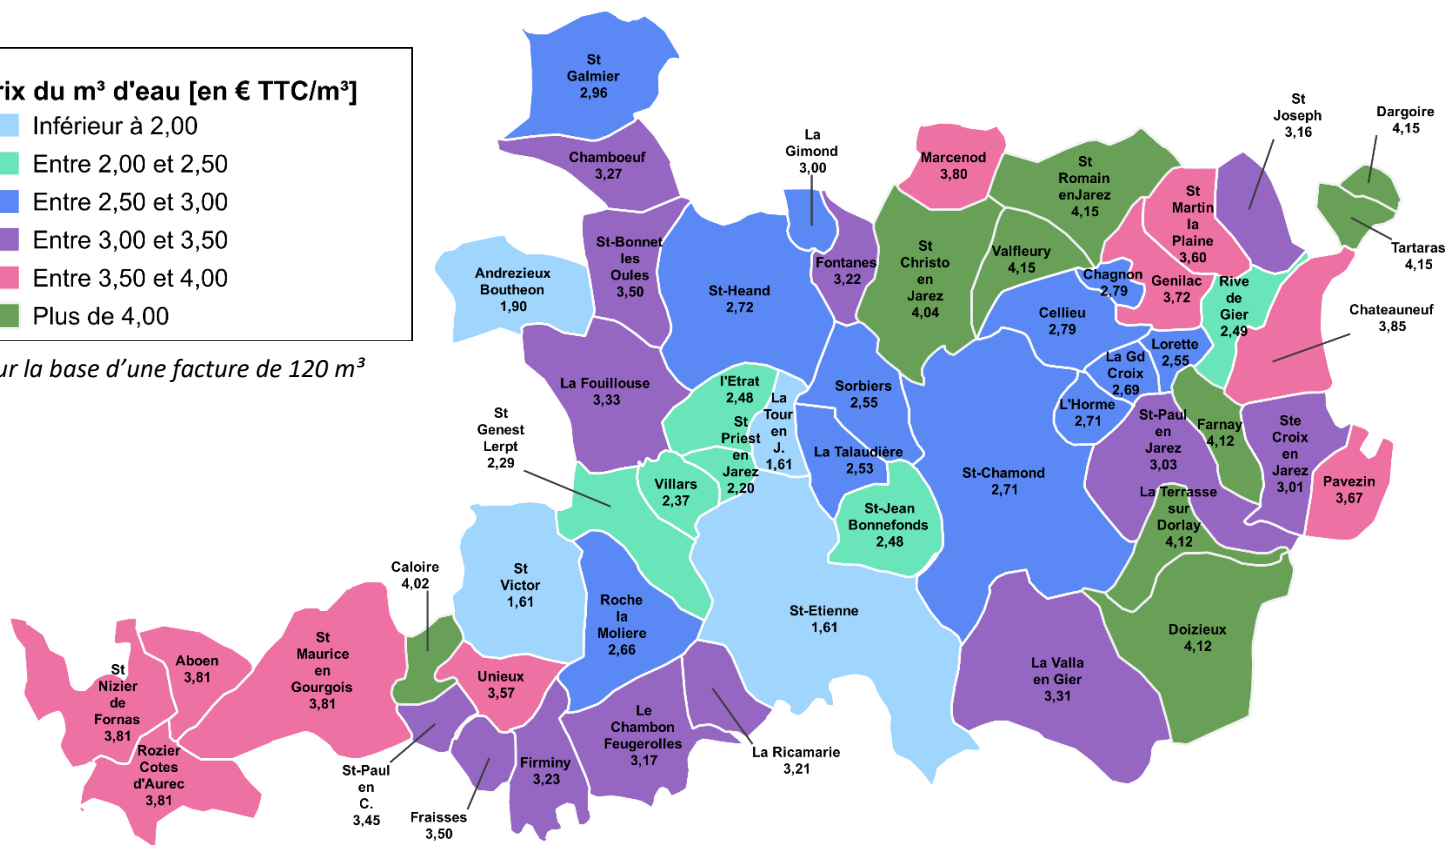 rix du m³ d'eau [en € TTC/m³]
Inférieur à 2,00
Entre 2,00 et 2,50
Entre 2,50 et 3,00
Entre 3,00 et 3,50
Entre 3,50 et 4,00
Plus de 4,00
ur la base d'une facture de 120 m³
St
Galmier
2,96
Chamboeuf
3,27
La
Gimond
3,00
Marcenod
3,80
St
Romain
enJarez
4,15
St
Joseph
3,16
Dargoire
4,15
Tartaras
4,15
St
Martin
la
Plaine
3,60
Andrezieux
Boutheon
1,90
St-Bonnet
les
Oules
3,50
St-Heand
2,72
Fontanes
3,22
St
Christo
en
Jarez
4,04
Valfleury
4,15
Chagnon
2,79
Genilac
3,72
Rive
de
Gier
2,49
Chateauneuf
3,85
Cellieu
2,79
La Gd
Croix
2,69
Lorette
2,55
La Fouillouse
3,33
l'Etrat
2,48
La
Tour
en
J.
1,61
Sorbiers
2,55
L'Horme
2,71
St
Genest
Lerpt
2,29
St
Priest
en
Jarez
2,20
La Talaudière
2,53
St-Chamond
2,71
St-Paul
en
Jarez
3,03
Farnay
4,12
Ste
Croix
en
Jarez
3,01
Pavezin
3,67
Villars
2,37
St-Jean
Bonnefonds
2,48
La Terrasse
sur
Dorlay
4,12
Caloire
4,02
St
Victor
1,61
Roche
la
Moliere
2,66
St-Etienne
1,61
Doizieux
4,12
La Valla
en Gier
3,31
St
Nizier
de
Fornas
3,81
Aboen
3,81
St
Maurice
en
Gourgois
3,81
Unieux
3,57
Rozier
Cotes
d'Aurec
3,81
St-Paul
en
C.
3,45
Fraisses
3,50
Firminy
3,23
Le
Chambon
Feugerolles
3,17
La Ricamarie
3,21